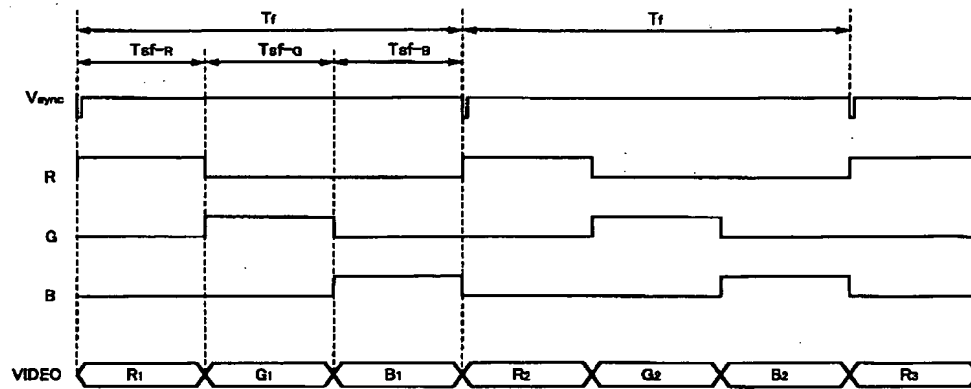 Tf Tf
Tsf-R Tsf-G Tsf-B
Vsync
R
G
B
VIDEO R1 G1 B1 R2 G2 B2 R3